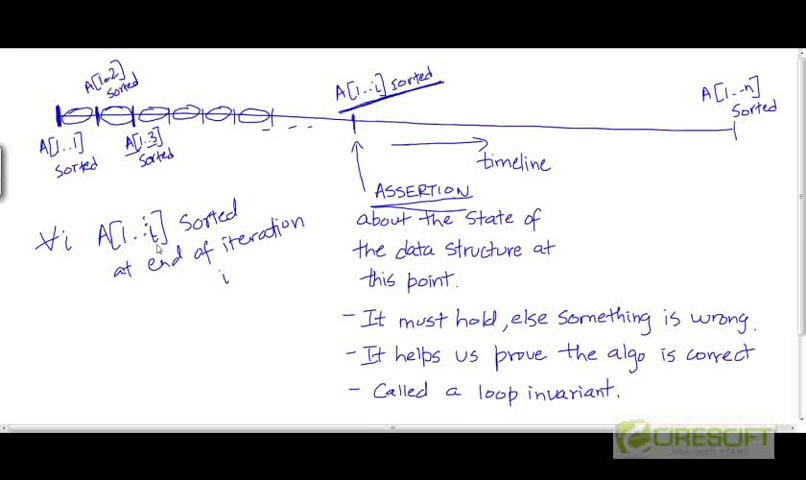 A[1..2]
sorted
A[1..i] sorted
A[1..n]
sorted
A[1..1]
sorted
A[1..3]
sorted
timeline
ASSERTION
about the state of
the data structure at
this point.
∀i A[1..i] sorted
at end of iteration
i
- It must hold, else something is wrong.
- It helps us prove the algo is correct
- Called a loop invariant.
CIRESCIFT